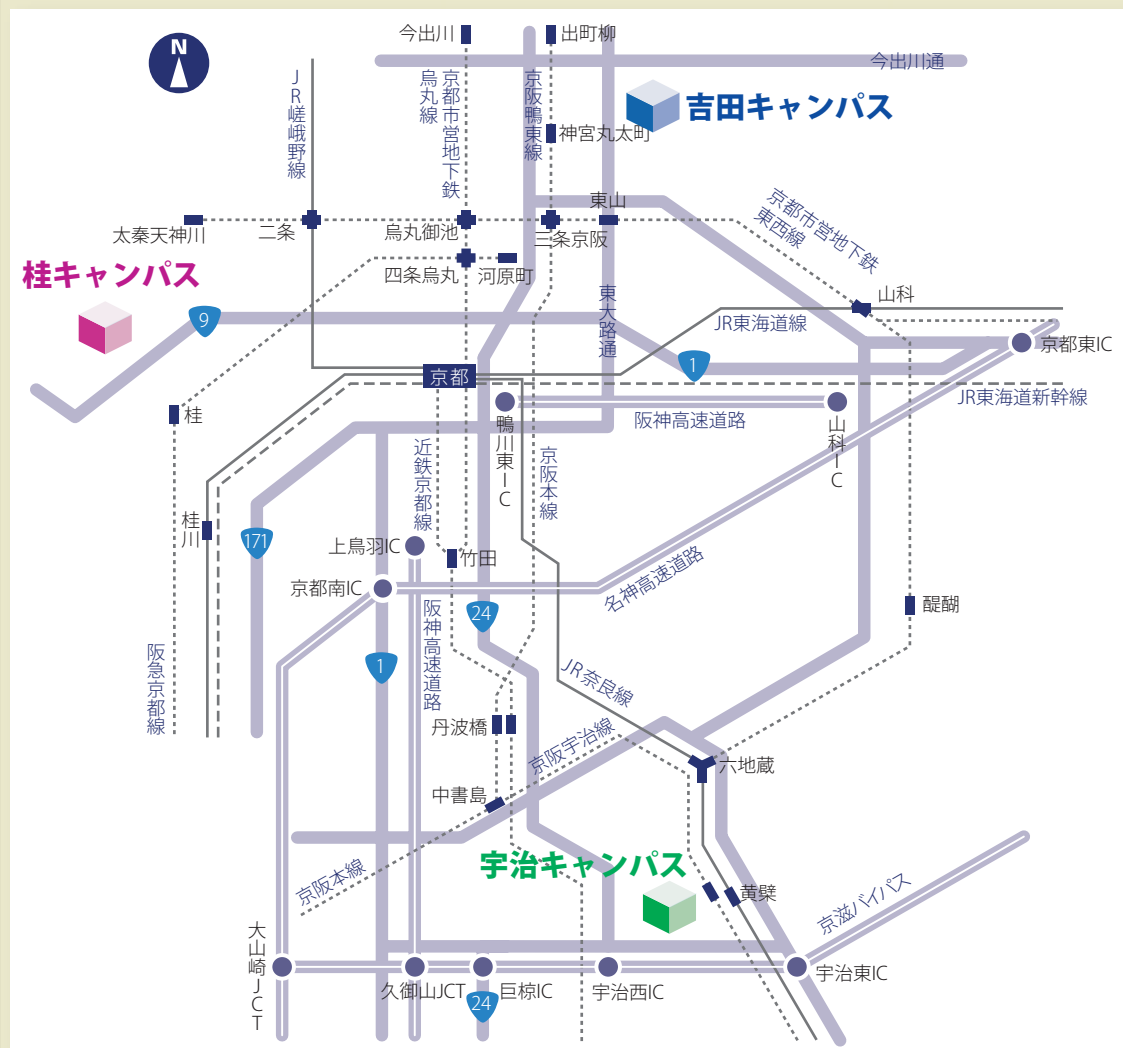 N
今出川
出町柳
今出川通
JR嵯峨野線
京都市営地下鉄
烏丸線
京阪鴨東線
吉田キャンパス
神宮丸太町
東山
京都市営地下鉄
東西線
太秦天神川
二条
烏丸御池
三条京阪
四条烏丸
河原町
桂キャンパス
9
東大路通
山科
JR東海道線
京都東IC
1
京都
JR東海道新幹線
桂
鴨川東IC
阪神高速道路
山科IC
近鉄京都線
京阪本線
桂川
171
上鳥羽IC
竹田
京都南IC
名神高速道路
24
醍醐
阪神高速道路
1
阪急京都線
JR奈良線
丹波橋
京阪宇治線
六地蔵
中書島
宇治キャンパス
京阪本線
黄檗
京滋バイパス
大山崎JCT
久御山JCT
巨椋IC
宇治西IC
宇治東IC
24